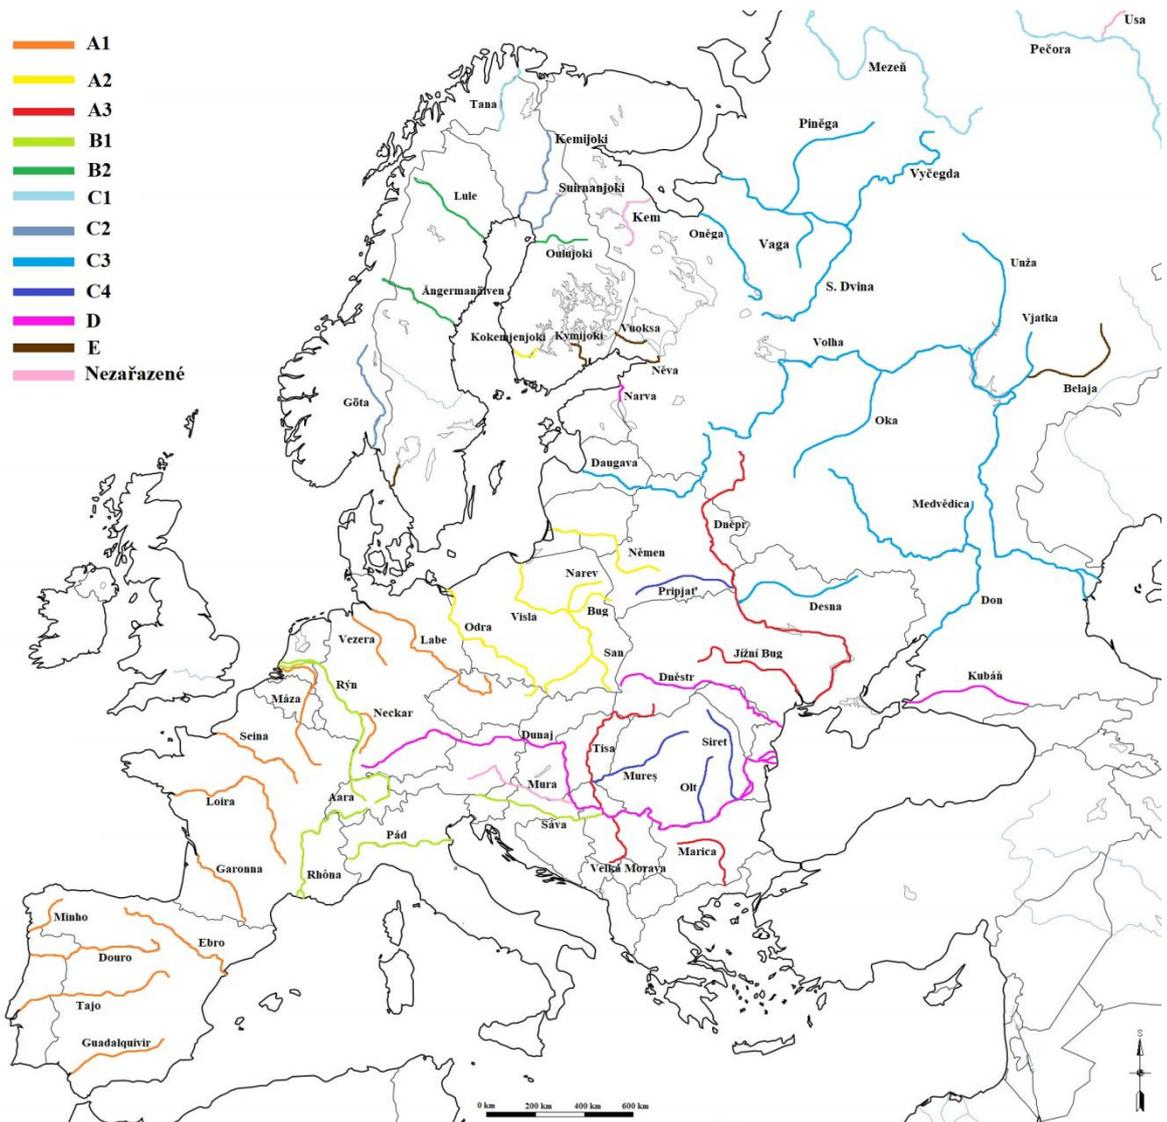 A1
A2
A3
B1
B2
C1
C2
C3
C4
D
E
Nezařazené
Usa
Pečora
Mezeň
Tana
Piněga
Kemijoki
Vyčegda
Suirnanjoki
Lule
Kem
Oněga
Vaga
Oulujoki
Unža
S. Dvina
Ångermanälven
Vjatka
Kokemjenjoki
Kymijoki
Vuoksa
Volha
Něva
Belaja
Narva
Göta
Oka
Daugava
Medvědica
Dněpr
Němen
Narev
Pripjať
Visla
Bug
Desna
Don
Odra
Vezera
Labe
San
Jížní Bug
Dněstr
Kubáň
Rýn
Máza
Neckar
Seina
Dunaj
Tisa
Siret
Mureş
Mura
Olt
Aara
Loira
Sáva
Pád
Marica
Velká Morava
Garonna
Rhôna
Minho
Ebro
Douro
Tajo
Guadalquivir
S
0 km
200 km
400 km
600 km